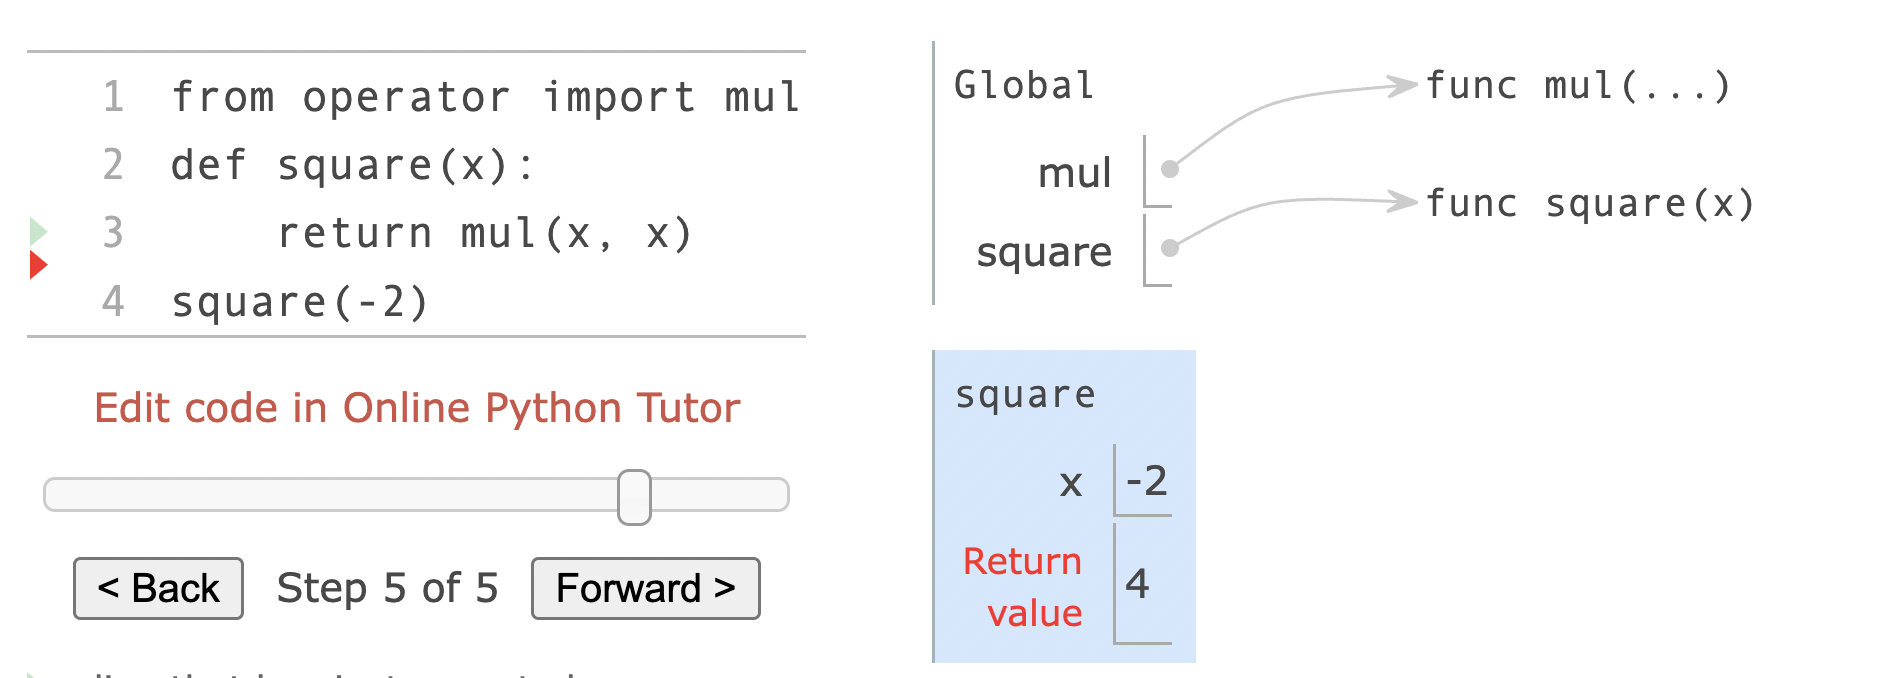 1 from operator import mul
2 def square(x):
3 return mul(x, x)
4 square(-2)
Edit code in Online Python Tutor
< Back Step 5 of 5 Forward >
Global
mul
square
func mul(...)
func square(x)
square
x -2
Return
value 4